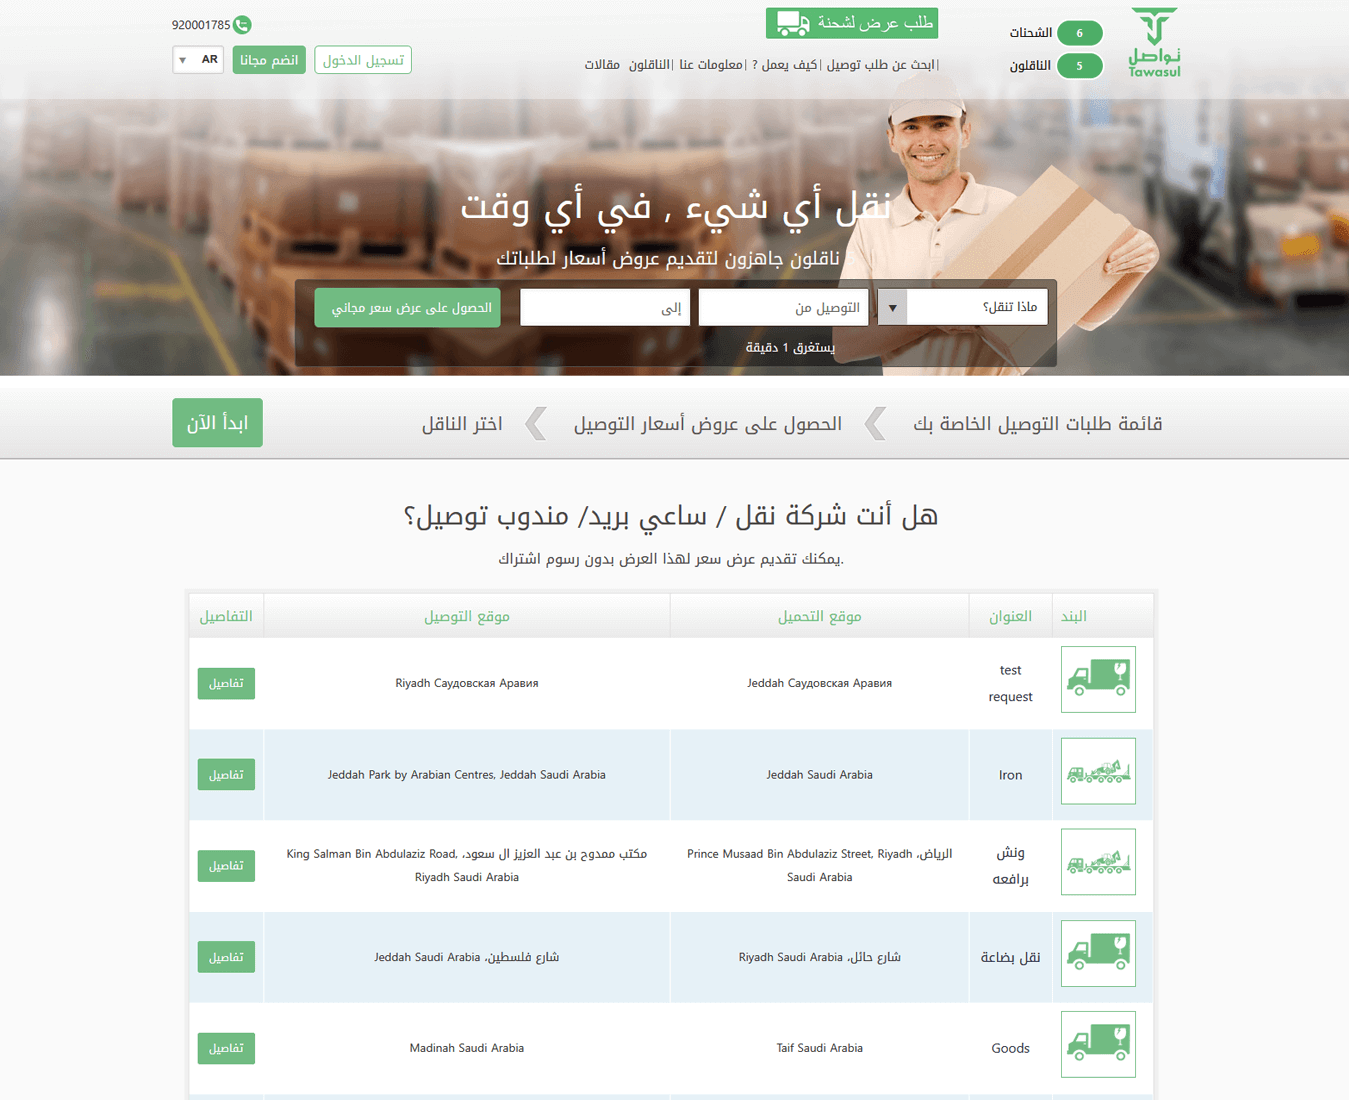 تواصل
Tawasul
6 الشحنات
5 الناقلون
طلب عرض لشحنة
|ابحث عن طلب توصيل |كيف يعمل ? |معلومات عنا |الناقلون مقالات
920001785
تسجيل الدخول
انضم مجانا
AR
نقل أي شيء , في أي وقت
ناقلون جاهزون لتقديم عروض أسعار لطلباتك
ماذا تنقل؟
التوصيل من
إلى
الحصول على عرض سعر مجاني
يستغرق 1 دقيقة
قائمة طلبات التوصيل الخاصة بك
الحصول على عروض أسعار التوصيل
اختر الناقل
ابدأ الآن
هل أنت شركة نقل / ساعي بريد/ مندوب توصيل؟
.يمكنك تقديم عرض سعر لهذا العرض بدون رسوم اشتراك
البند
العنوان
موقع التحميل
موقع التوصيل
التفاصيل
test
request
Jeddah Саудовская Аравия
Riyadh Саудовская Аравия
تفاصيل
Iron
Jeddah Saudi Arabia
Jeddah Park by Arabian Centres, Jeddah Saudi Arabia
تفاصيل
ونش
برافعه
Prince Musaad Bin Abdulaziz Street, Riyadh الرياض،
Saudi Arabia
King Salman Bin Abdulaziz Road, مكتب ممدوح بن عبد العزيز ال سعود،
Riyadh Saudi Arabia
تفاصيل
نقل بضاعة
شارع حائل، Riyadh Saudi Arabia
شارع فلسطين، Jeddah Saudi Arabia
تفاصيل
Goods
Taif Saudi Arabia
Madinah Saudi Arabia
تفاصيل